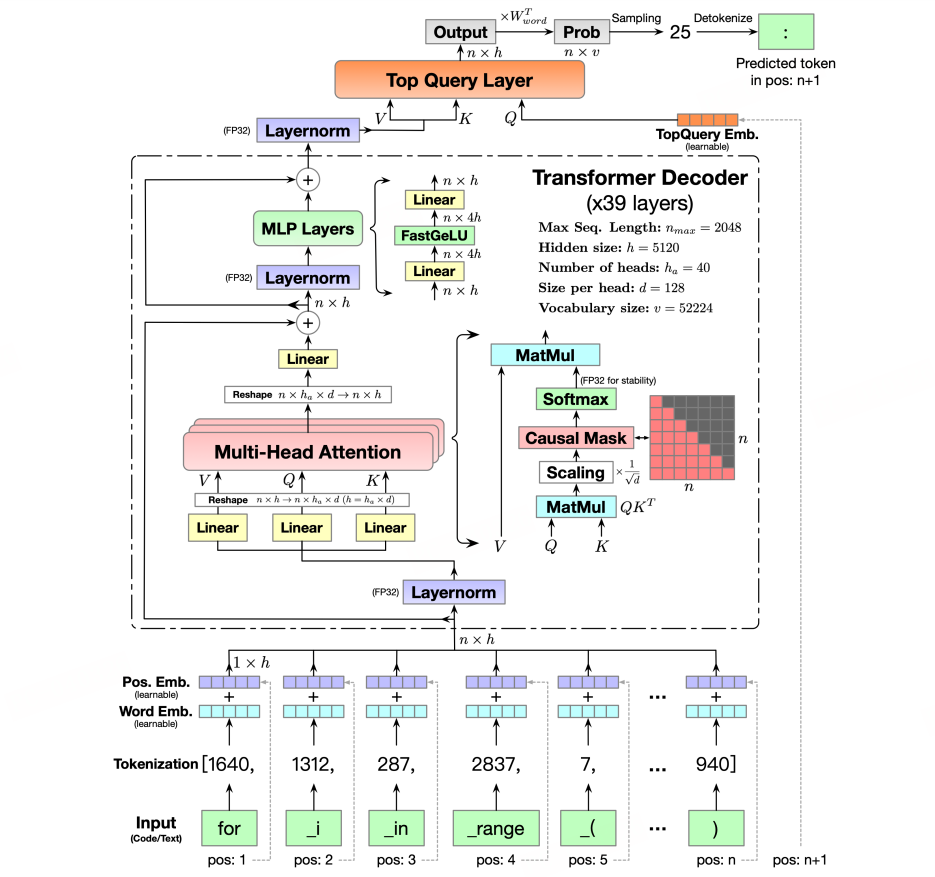 Output
×W^T_word
Prob
Sampling
25
Detokenize
:
n × h
n × v
Predicted token
in pos: n+1
Top Query Layer
V
K
Q
(FP32)
Layernorm
TopQuery Emb.
(learnable)
+
MLP Layers
(FP32)
Layernorm
n × h
n × h
Linear
n × 4h
FastGeLU
n × 4h
Linear
n × h
Transformer Decoder
(x39 layers)
Max Seq. Length: n_max = 2048
Hidden size: h = 5120
Number of heads: h_a = 40
Size per head: d = 128
Vocabulary size: v = 52224
+
Linear
Reshape n × h_a × d → n × h
Multi-Head Attention
V
Q
K
Reshape n × h → n × h_a × d (h = h_a × d)
Linear
Linear
Linear
MatMul
(FP32 for stability)
Softmax
Causal Mask
n
n
Scaling
× 1/√d
MatMul
QK^T
V
Q
K
(FP32)
Layernorm
n × h
1 × h
Pos. Emb.
(learnable)
+ + + + + ... +
Word Emb.
(learnable)
Tokenization [1640, 1312, 287, 2837, 7, ... 940]
Input
(Code/Text)
for _i _in _range _( ... )
pos: 1 pos: 2 pos: 3 pos: 4 pos: 5 pos: n pos: n+1